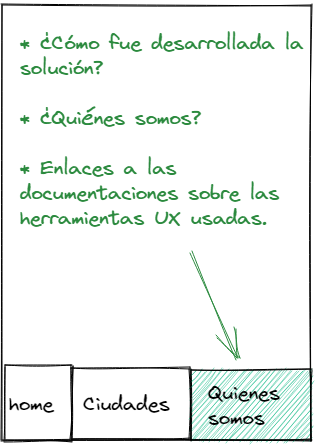 * ¿Cómo fue desarrollada la
solución?
* ¿Quiénes somos?
* Enlaces a las
documentaciones sobre las
herramientas UX usadas.
home
Ciudades
Quienes
somos